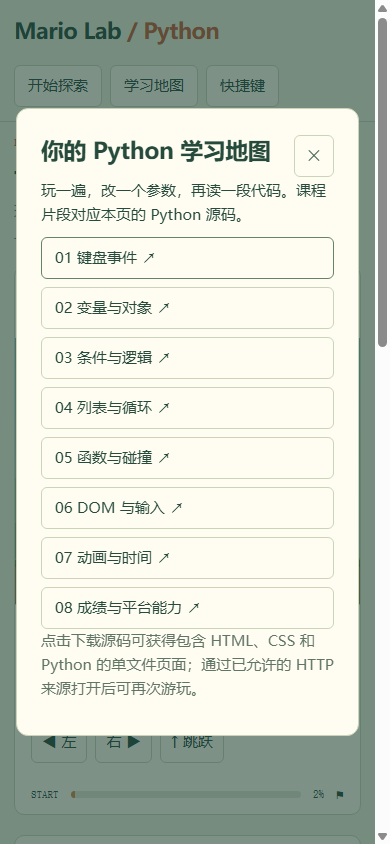 Mario Lab / Python
开始探索 学习地图 快捷键
你的 Python 学习地图 ×
玩一遍，改一个参数，再读一段代码。课程
片段对应本页的 Python 源码。
01 键盘事件 ↗
02 变量与对象 ↗
03 条件与逻辑 ↗
04 列表与循环 ↗
05 函数与碰撞 ↗
06 DOM 与输入 ↗
07 动画与时间 ↗
08 成绩与平台能力 ↗
点击下载源码可获得包含 HTML、CSS 和
Python 的单文件页面；通过已允许的 HTTP
来源打开后可再次游玩。
◀ 左 右 ▶ ↑ 跳跃
START 2% ⚑